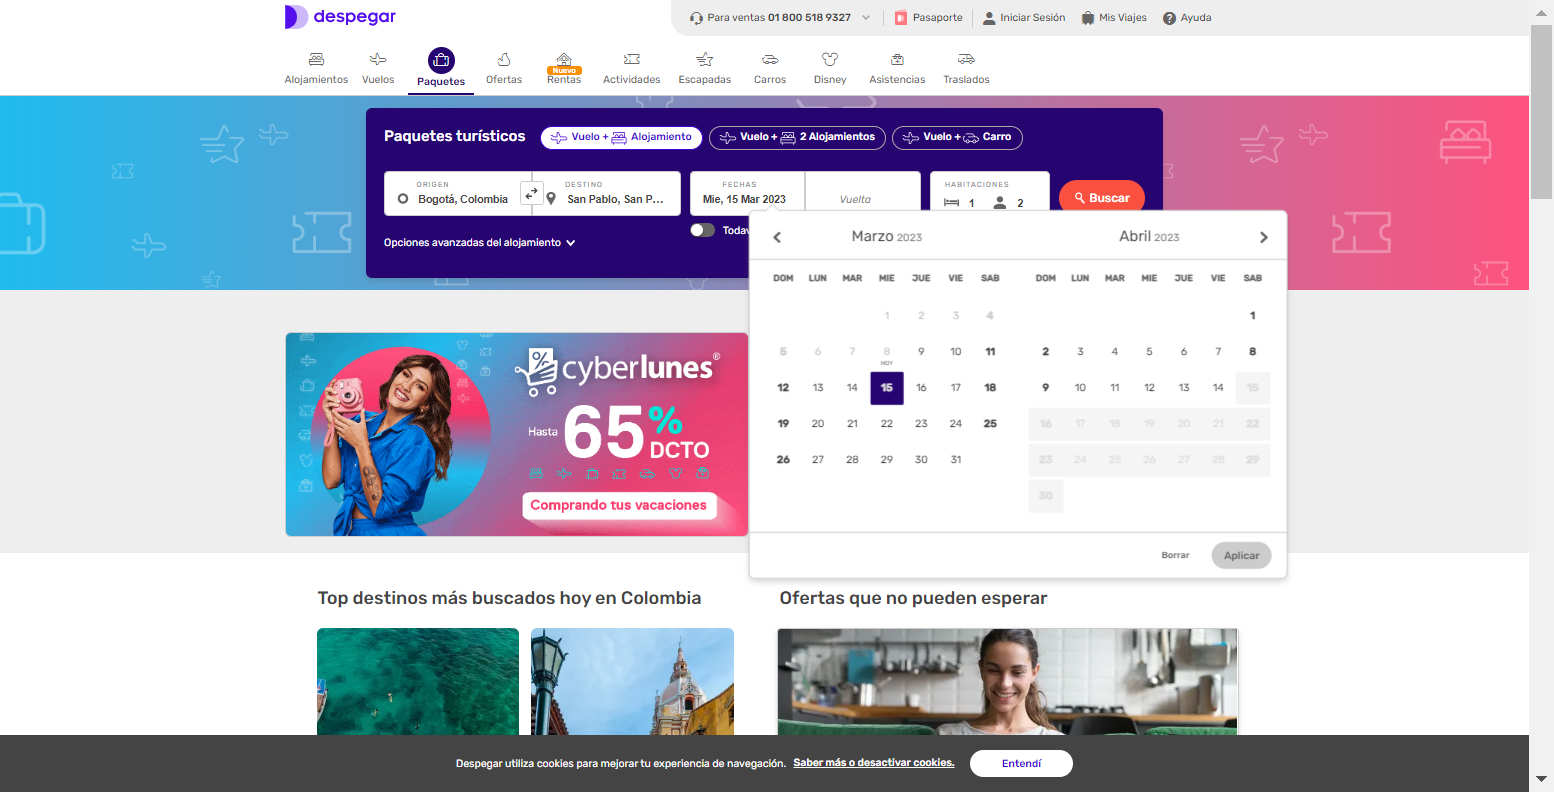 despegar
Para ventas 01 800 518 9327
Pasaporte
Iniciar Sesión
Mis Viajes
Ayuda
Alojamientos
Vuelos
Paquetes
Ofertas
Nuevo
Rentas
Actividades
Escapadas
Carros
Disney
Asistencias
Traslados
Paquetes turísticos
Vuelo + Alojamiento
Vuelo + 2 Alojamientos
Vuelo + Carro
ORIGEN
Bogotá, Colombia
DESTINO
San Pablo, San P...
FECHAS
Mie, 15 Mar 2023
Vuelta
HABITACIONES
1 2
Buscar
Opciones avanzadas del alojamiento
Todav
Marzo 2023
DOM LUN MAR MIE JUE VIE SAB
1 2 3 4
5 6 7 8 9 10 11
HOY
12 13 14 15 16 17 18
19 20 21 22 23 24 25
26 27 28 29 30 31
Abril 2023
DOM LUN MAR MIE JUE VIE SAB
1
2 3 4 5 6 7 8
9 10 11 12 13 14 15
16 17 18 19 20 21 22
23 24 25 26 27 28 29
30
Borrar
Aplicar
cyberlunes®
Hasta 65% DCTO
Comprando tus vacaciones
Top destinos más buscados hoy en Colombia
Ofertas que no pueden esperar
Despegar utiliza cookies para mejorar tu experiencia de navegación. Saber más o desactivar cookies.
Entendí